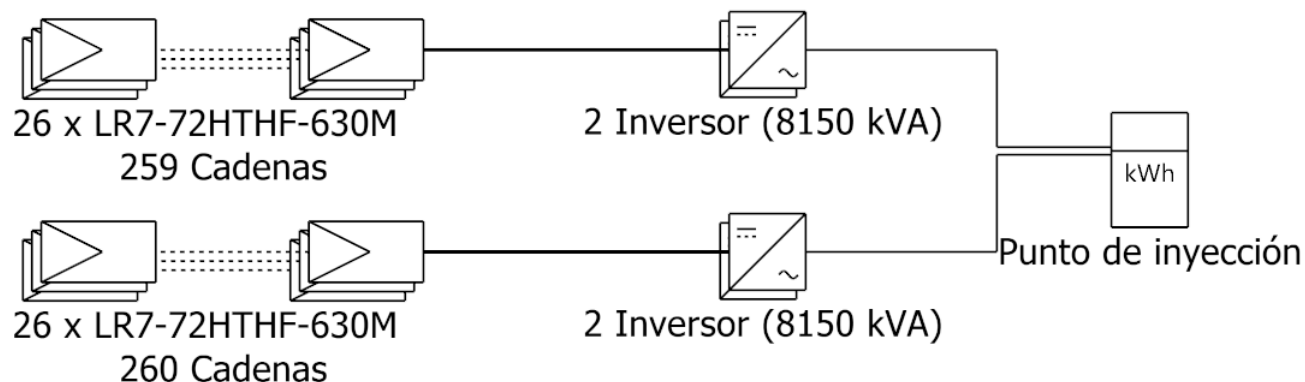 26 x LR7-72HTHF-630M
259 Cadenas
2 Inversor (8150 kVA)
kWh
Punto de inyección
26 x LR7-72HTHF-630M
260 Cadenas
2 Inversor (8150 kVA)